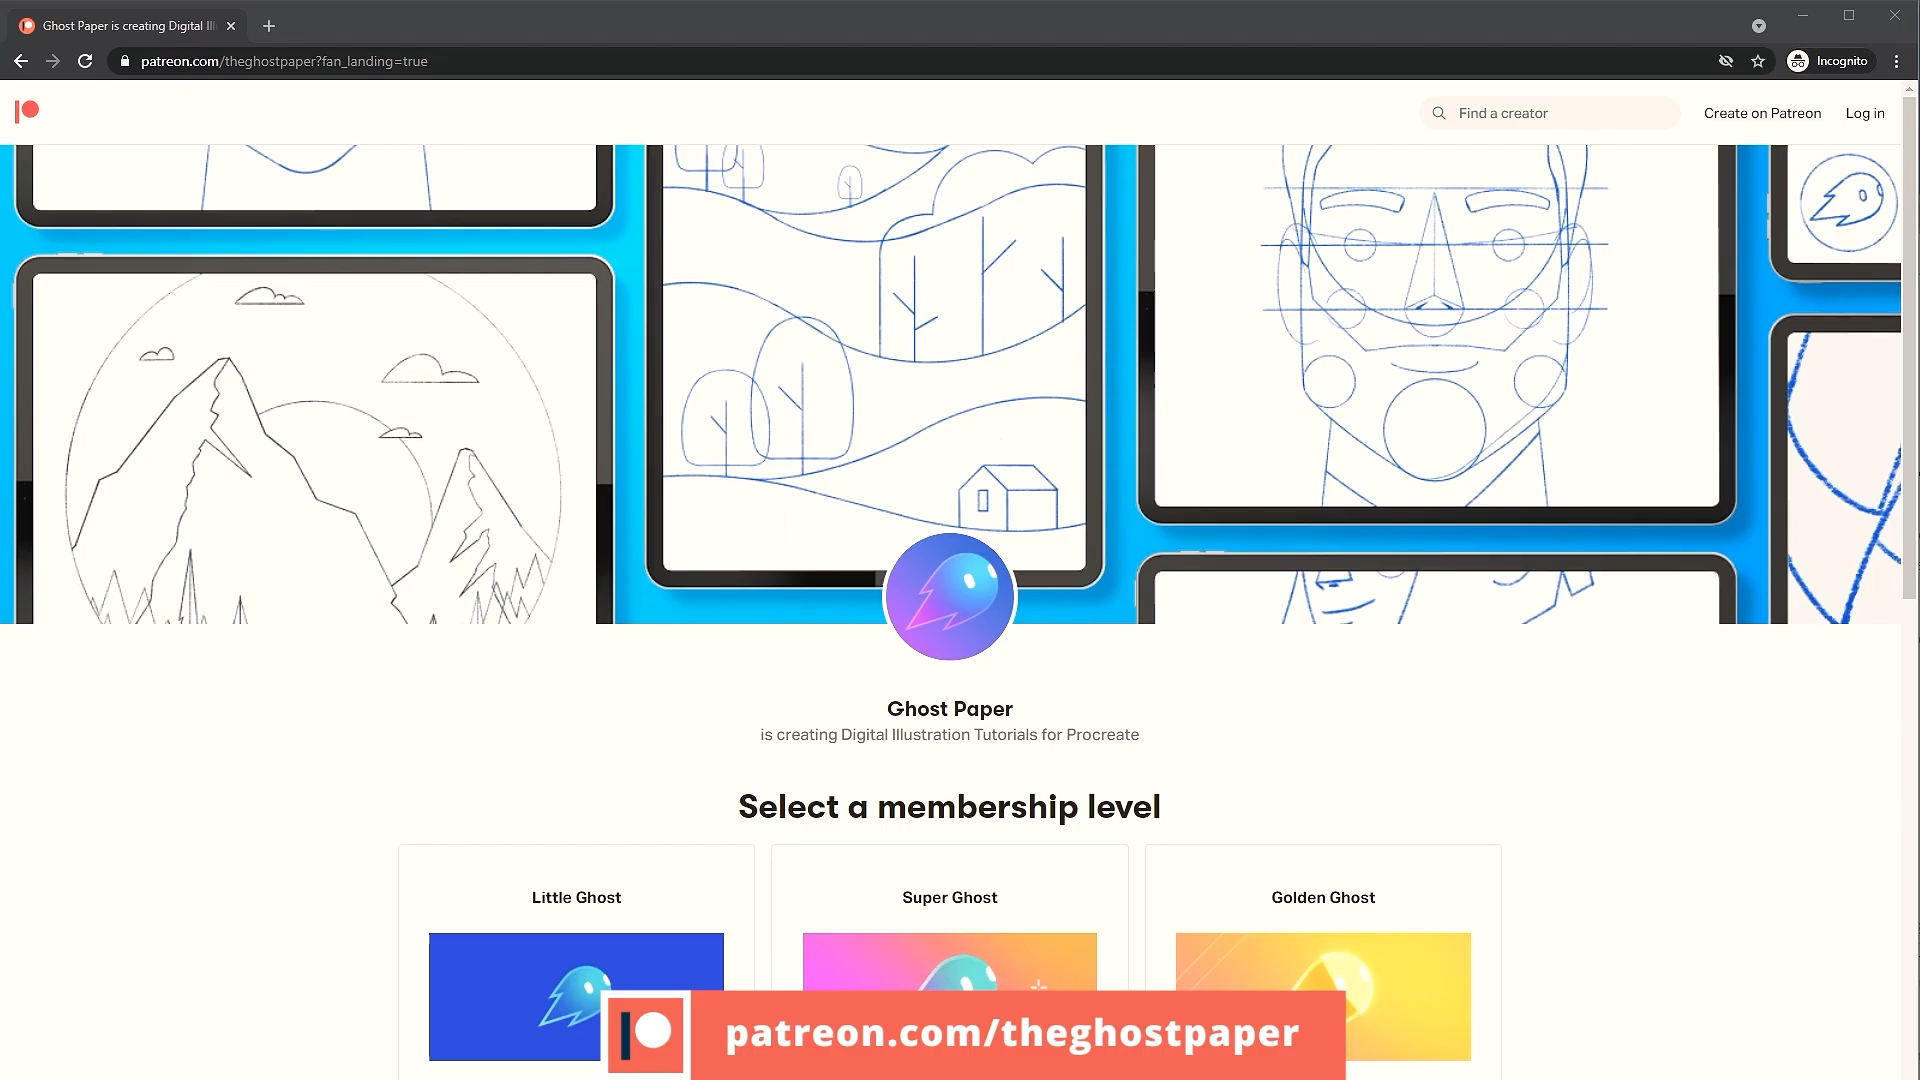 Ghost Paper is creating Digital Ill
patreon.com/theghostpaper?fan_landing=true
Incognito
Find a creator
Create on Patreon
Log in
Ghost Paper
is creating Digital Illustration Tutorials for Procreate
Select a membership level
Little Ghost
Super Ghost
Golden Ghost
patreon.com/theghostpaper